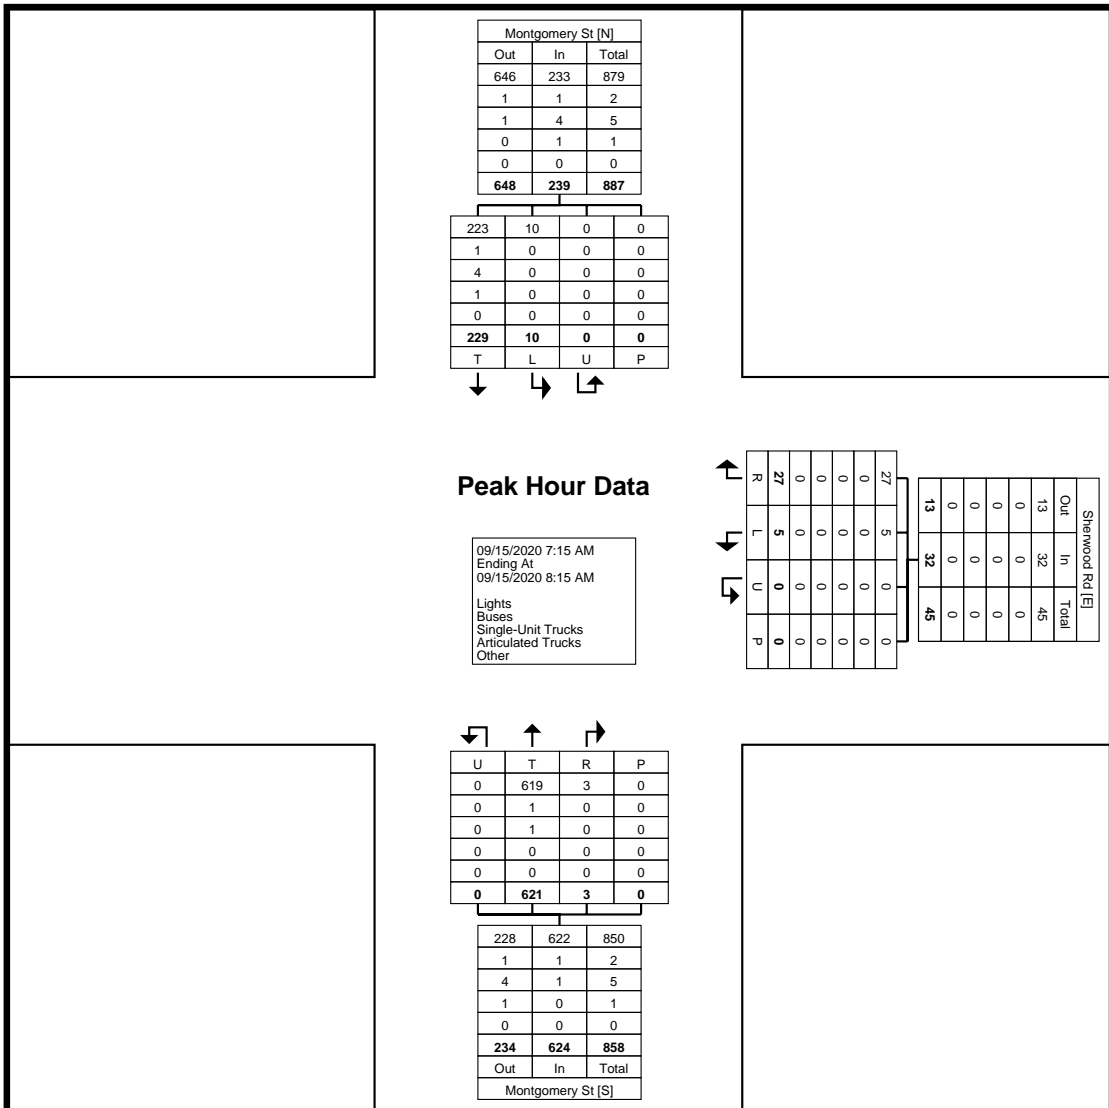 Montgomery St [N]
Out In Total
646 233 879
1 1 2
1 4 5
0 1 1
0 0 0
648 239 887
223 10 0 0
1 0 0 0
4 0 0 0
1 0 0 0
0 0 0 0
229 10 0 0
T L U P
Peak Hour Data
09/15/2020 7:15 AM
Ending At
09/15/2020 8:15 AM
Lights
Buses
Single-Unit Trucks
Articulated Trucks
Other
Sherwood Rd [E]
Out In Total
13 32 45
0 0 0
0 0 0
0 0 0
0 0 0
13 32 45
27 5 0 0
0 0 0 0
0 0 0 0
0 0 0 0
0 0 0 0
27 5 0 0
R L U P
U T R P
0 619 3 0
0 1 0 0
0 1 0 0
0 0 0 0
0 0 0 0
0 621 3 0
228 622 850
1 1 2
4 1 5
1 0 1
0 0 0
234 624 858
Out In Total
Montgomery St [S]